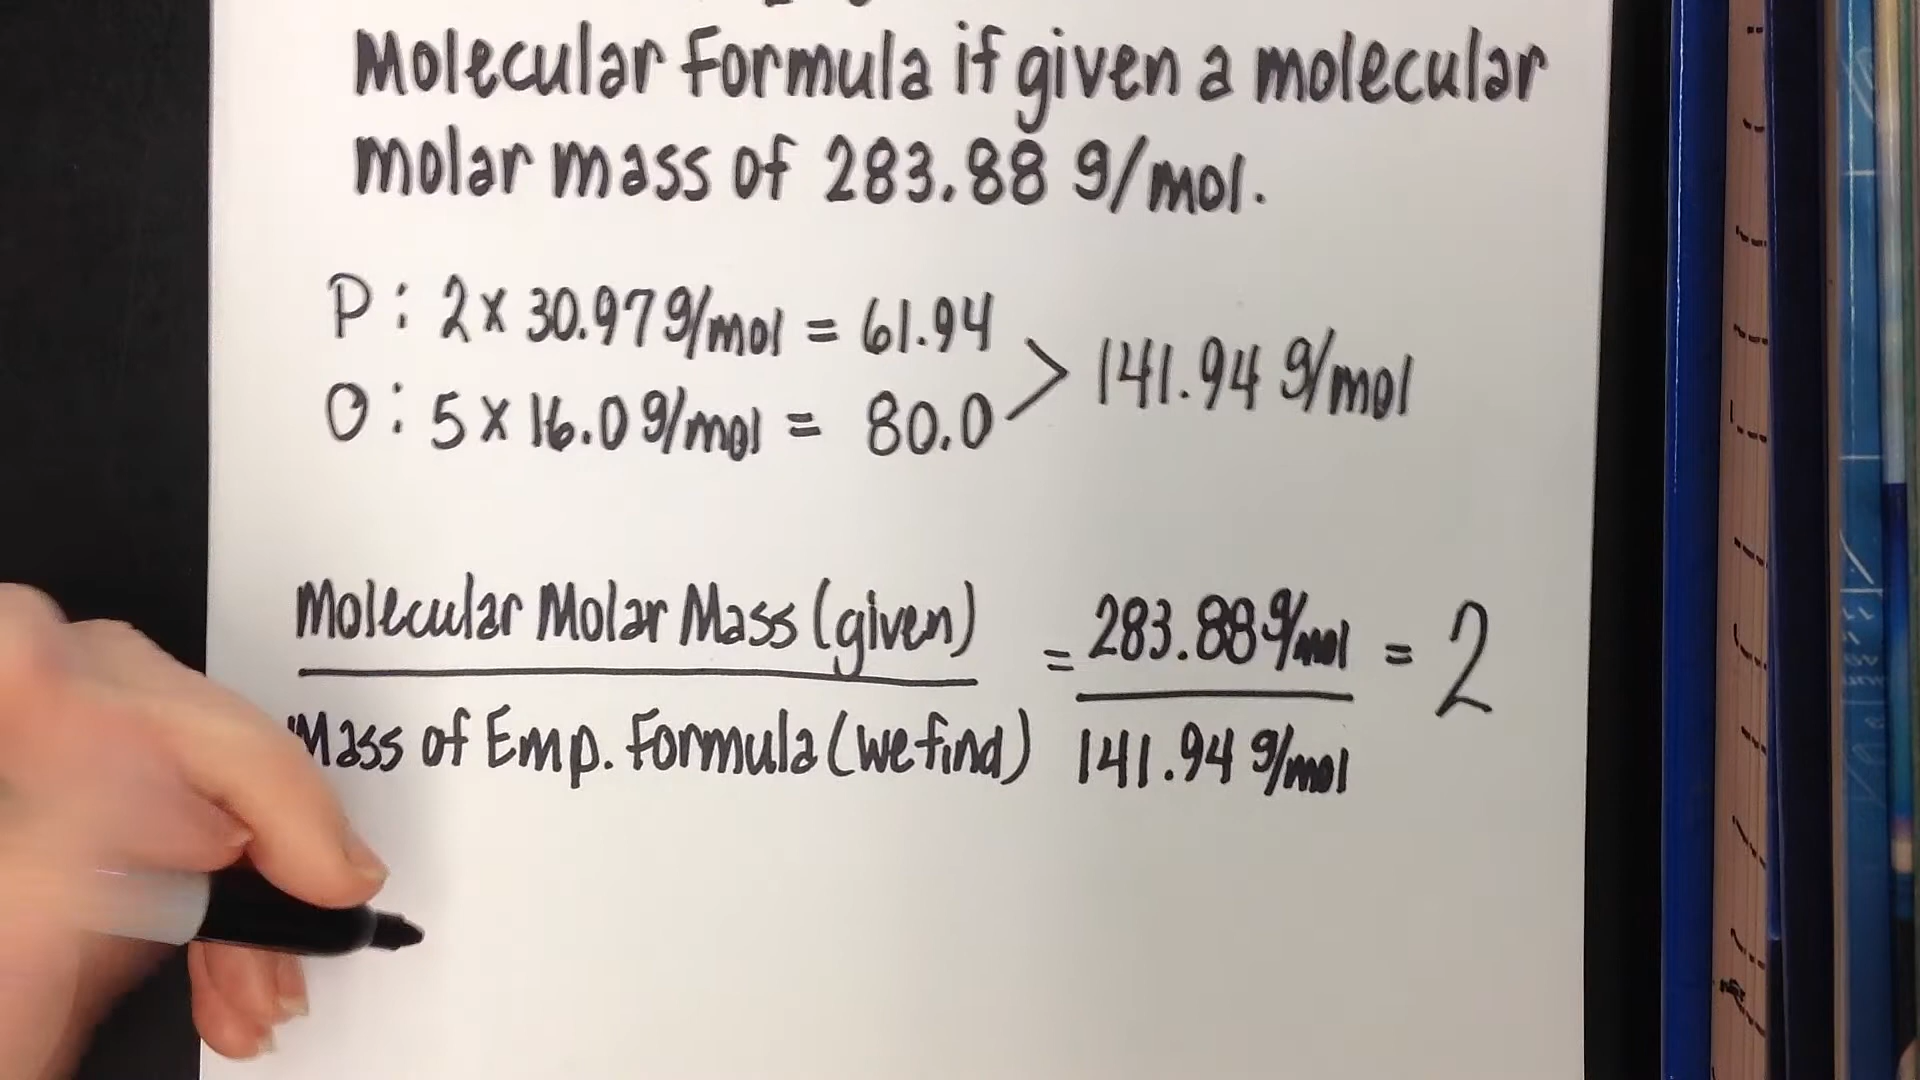 Molecular Formula if given a molecular
molar mass of 283.88 g/mol.
P: 2 x 30.97 g/mol = 61.94
O: 5 x 16.0 g/mol = 80.0
> 141.94 g/mol
Molecular Molar Mass (given)
Mass of Emp. Formula (we find)
= 283.88 g/mol = 2
141.94 g/mol